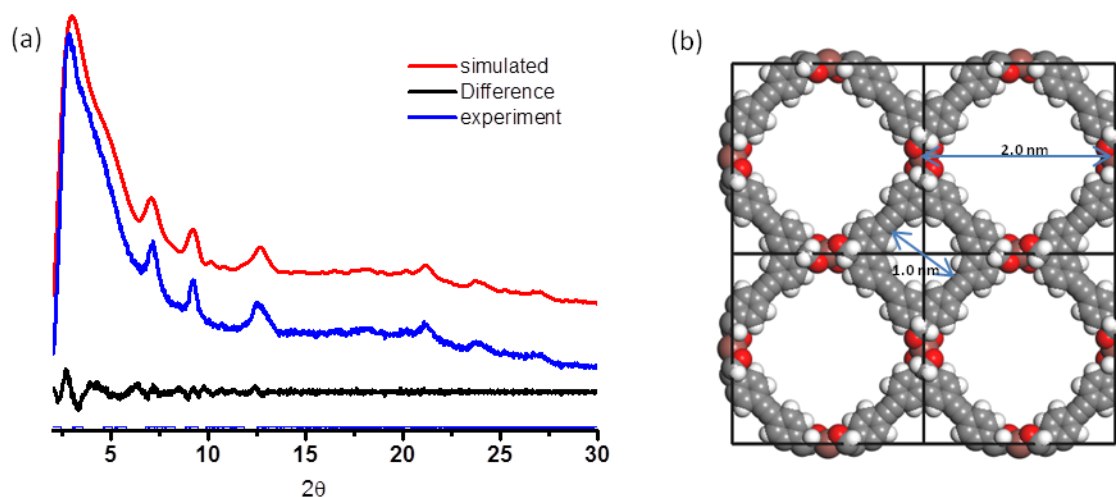 (a)
simulated
Difference
experiment
5
10
15
20
25
30
2θ
(b)
2.0 nm
1.0 nm